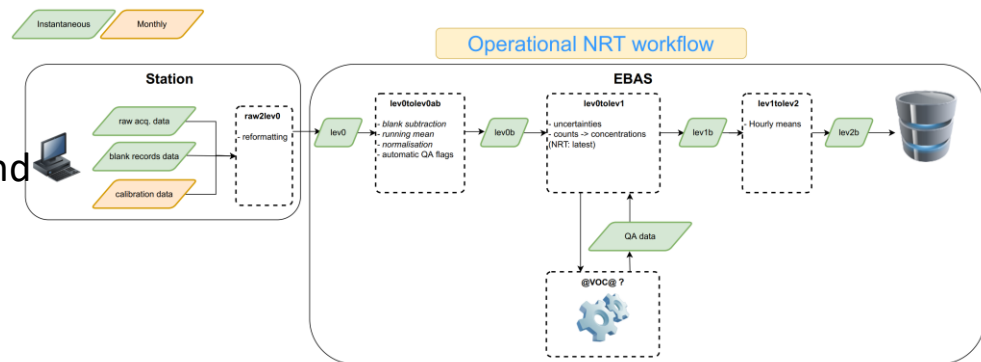 Instantaneous
Monthly
Operational NRT workflow
Station
raw acq. data
blank records data
calibration data
raw2lev0
- reformatting
nd
EBAS
lev0
lev0tolev0ab
- blank subtraction
- running mean
- normalisation
- automatic QA flags
lev0b
lev0tolev1
- uncertainties
- counts -> concentrations
(NRT: latest)
lev1b
lev1tolev2
- Hourly means
lev2b
QA data
@VOC@ ?